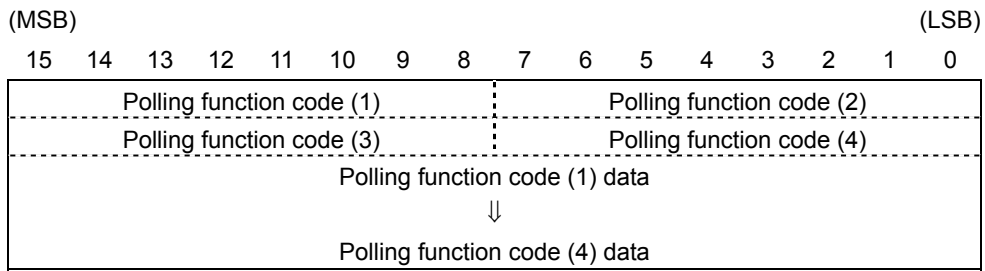 (MSB) (LSB)
15 14 13 12 11 10 9 8 7 6 5 4 3 2 1 0
Polling function code (1) Polling function code (2)
Polling function code (3) Polling function code (4)
Polling function code (1) data
⇓
Polling function code (4) data